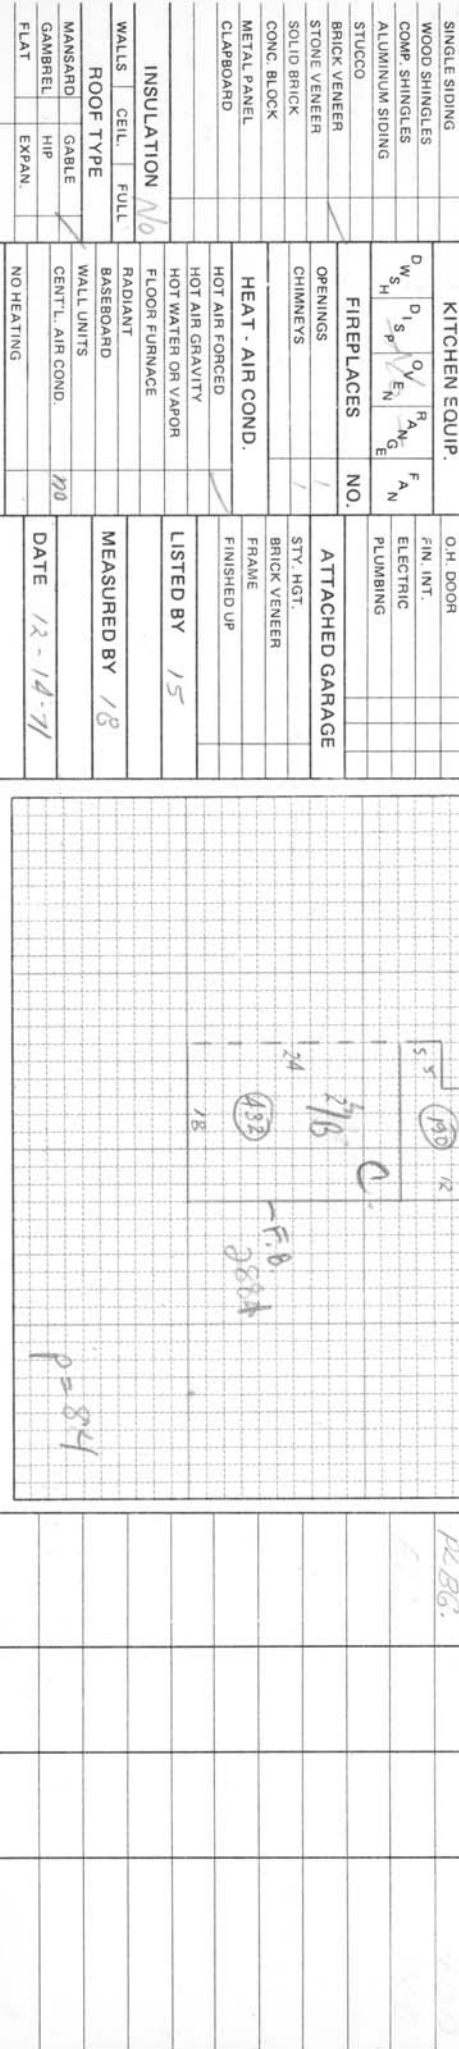 SINGLE SIDING
WOOD SHINGLES
COMP. SHINGLES
ALUMINUM SIDING
STUCCO
BRICK VENEER
STONE VENEER
SOLID BRICK
CONC. BLOCK
METAL PANEL
CLAPBOARD
INSULATION No
WALLS CEIL. FULL
ROOF TYPE
MANSARD GABLE
GAMBREL HIP
FLAT EXPAN.
KITCHEN EQUIP.
DWSH DISP OVEN RANGE FAN
No
FIREPLACES NO.
OPENINGS 1
CHIMNEYS 1
HEAT - AIR COND.
HOT AIR FORCED
HOT AIR GRAVITY
HOT WATER OR VAPOR
FLOOR FURNACE
RADIANT
BASEBOARD
WALL UNITS
CENT'L. AIR COND. no
NO HEATING
O.H. DOOR
FIN. INT.
ELECTRIC
PLUMBING
ATTACHED GARAGE
STY. HGT.
BRICK VENEER
FRAME
FINISHED UP
LISTED BY 15
MEASURED BY 18
DATE 12-14-71
5 5
190
12
C
24
432
18
F.B.
288
p=84